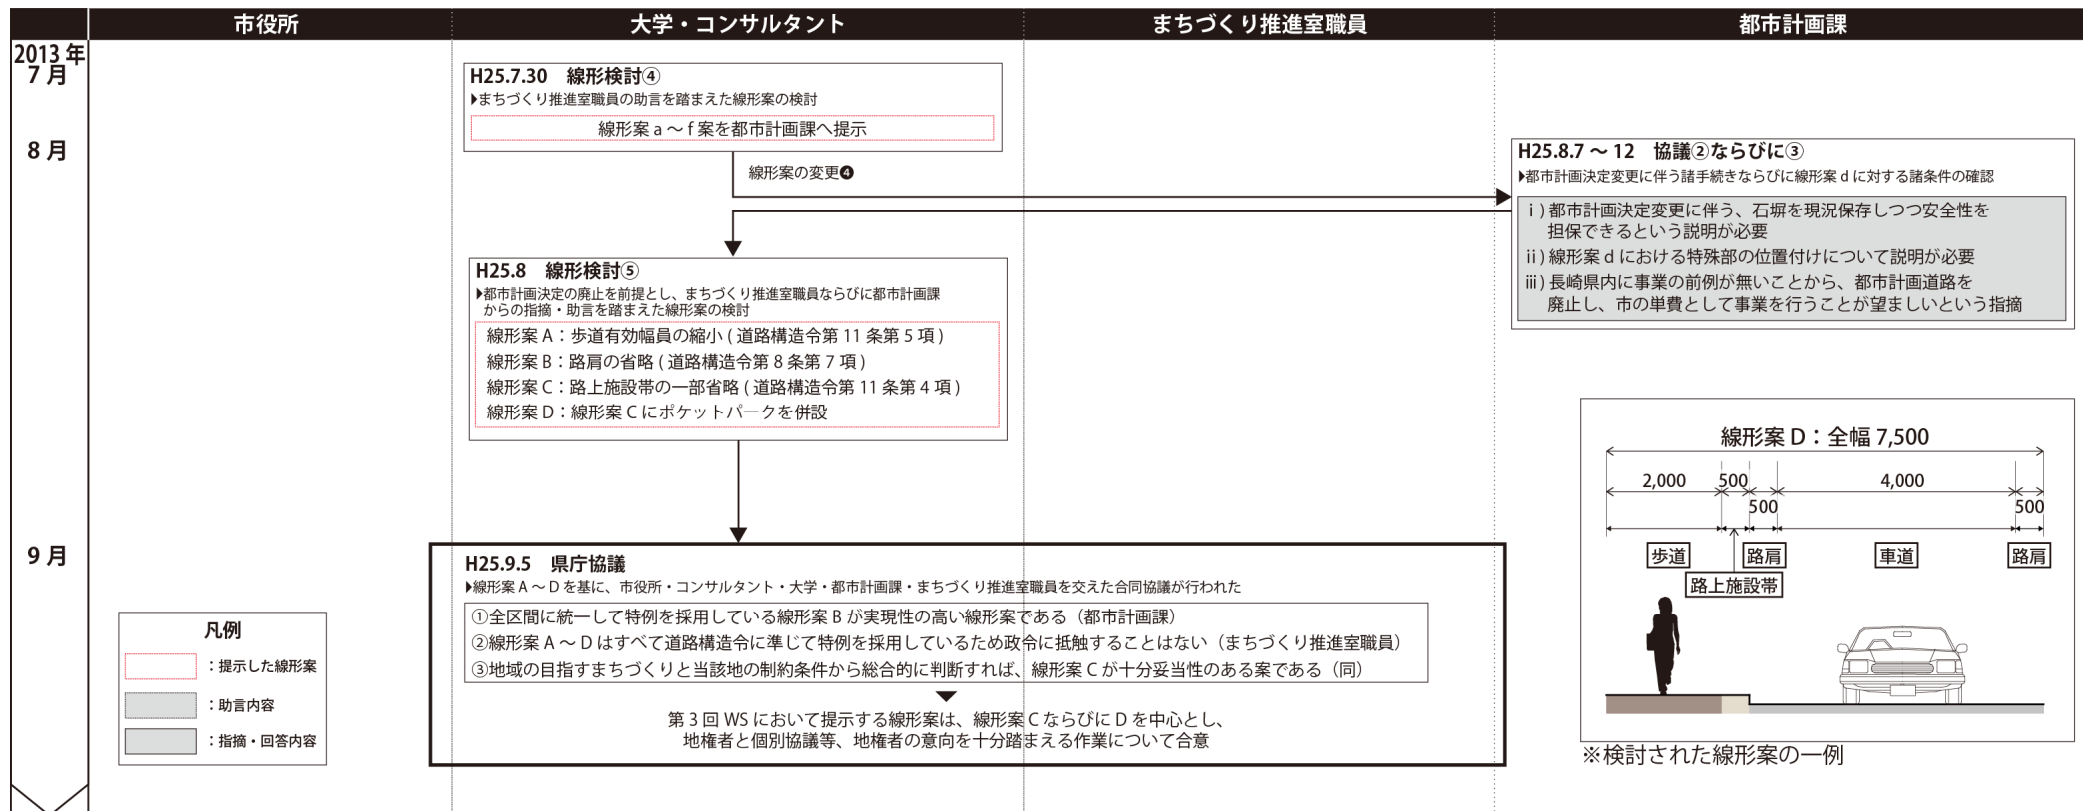 市役所
大学・コンサルタント
まちづくり推進室職員
都市計画課
2013 年
7 月
H25.7.30　線形検討④
▶まちづくり推進室職員の助言を踏まえた線形案の検討
線形案 a ～ f 案を都市計画課へ提示
8 月
線形案の変更❹
H25.8.7 ～ 12　協議②ならびに③
▶都市計画決定変更に伴う諸手続きならびに線形案 d に対する諸条件の確認
ⅰ) 都市計画決定変更に伴う、石塀を現況保存しつつ安全性を
担保できるという説明が必要
ⅱ) 線形案 d における特殊部の位置付けについて説明が必要
ⅲ) 長崎県内に事業の前例が無いことから、都市計画道路を
廃止し、市の単費として事業を行うことが望ましいという指摘
H25.8　線形検討⑤
▶都市計画決定の廃止を前提とし、まちづくり推進室職員ならびに都市計画課
からの指摘・助言を踏まえた線形案の検討
線形案 A：歩道有効幅員の縮小 ( 道路構造令第 11 条第 5 項 )
線形案 B：路肩の省略 ( 道路構造令第 8 条第 7 項 )
線形案 C：路上施設帯の一部省略 ( 道路構造令第 11 条第 4 項 )
線形案 D：線形案 C にポケットパークを併設
線形案 D：全幅 7,500
2,000
500
500
4,000
500
歩道
路肩
車道
路肩
路上施設帯
※検討された線形案の一例
9 月
H25.9.5　県庁協議
▶線形案 A ～ D を基に、市役所・コンサルタント・大学・都市計画課・まちづくり推進室職員を交えた合同協議が行われた
①全区間に統一して特例を採用している線形案 B が実現性の高い線形案である（都市計画課）
②線形案 A ～ D はすべて道路構造令に準じて特例を採用しているため政令に抵触することはない（まちづくり推進室職員）
③地域の目指すまちづくりと当該地の制約条件から総合的に判断すれば、線形案 C が十分妥当性のある案である（同）
第 3 回 WS において提示する線形案は、線形案 C ならびに D を中心とし、
地権者と個別協議等、地権者の意向を十分踏まえる作業について合意
凡例
：提示した線形案
：助言内容
：指摘・回答内容